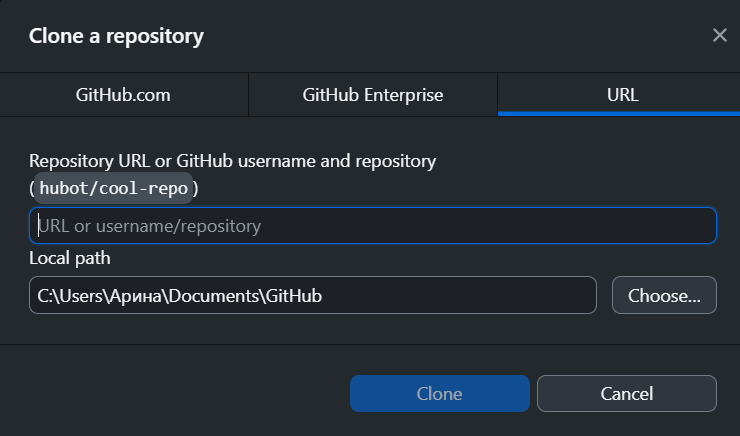 Clone a repository
GitHub.com
GitHub Enterprise
URL
Repository URL or GitHub username and repository
(hubot/cool-repo)
URL or username/repository
Local path
C:\Users\Арина\Documents\GitHub
Choose...
Clone
Cancel